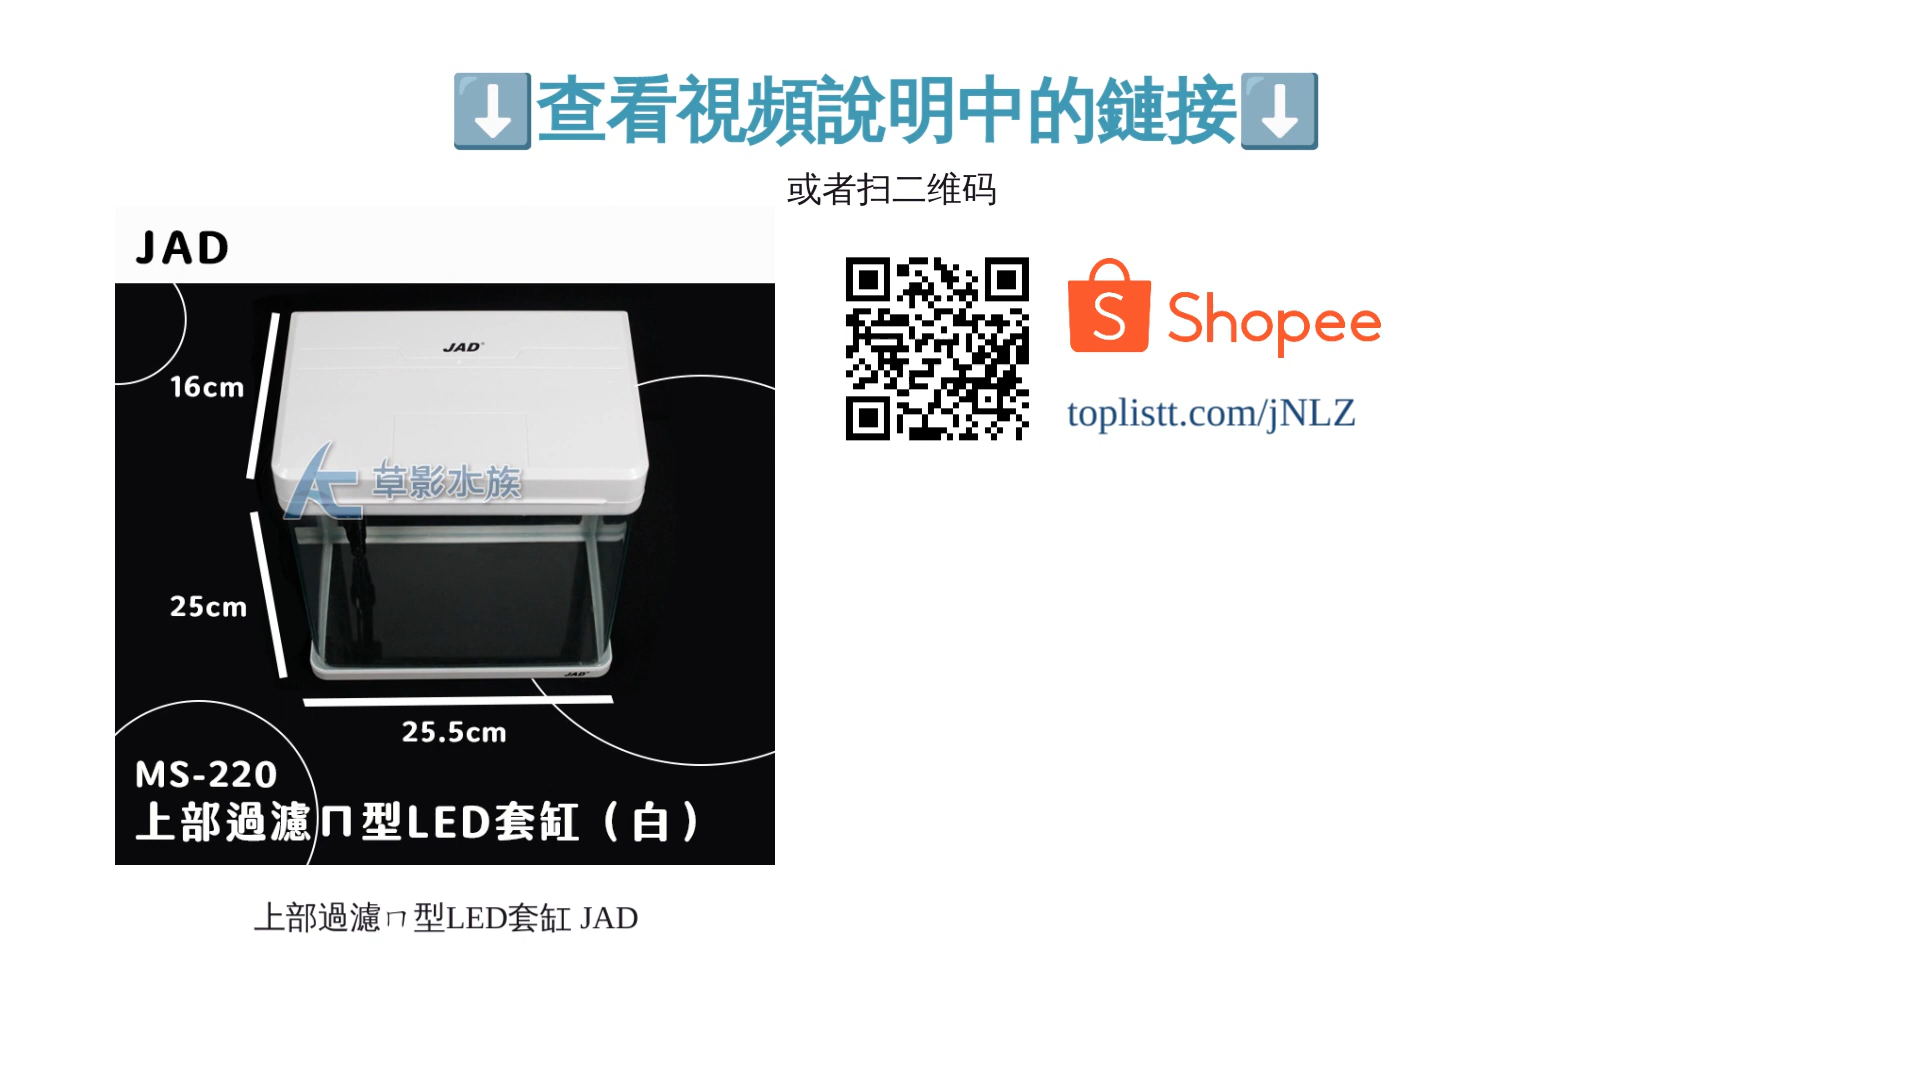 ⬇️查看視頻說明中的鏈接⬇️
或者扫二维码
JAD
JAD
16cm
草影水族
25cm
JAD
25.5cm
MS-220
上部過濾ㄇ型LED套缸（白）
上部過濾ㄇ型LED套缸 JAD
S Shopee
toplistt.com/jNLZ